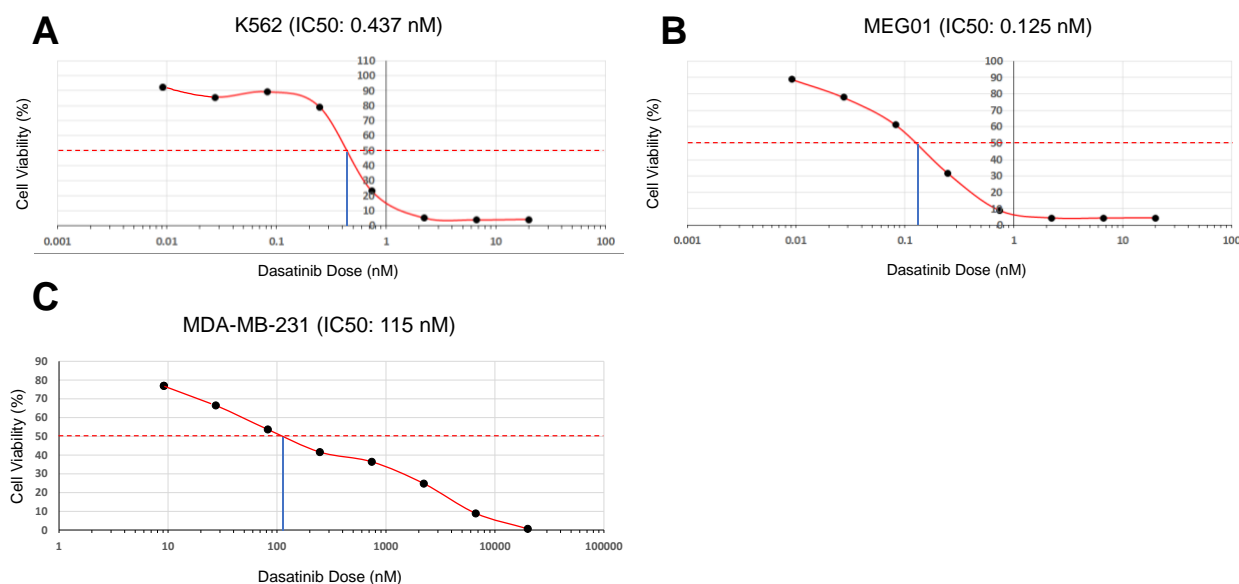 A
K562 (IC50: 0.437 nM)
Cell Viability (%)
110
100
90
80
70
60
50
40
30
20
10
0
0.001 0.01 0.1 1 10 100
Dasatinib Dose (nM)
B
MEG01 (IC50: 0.125 nM)
Cell Viability (%)
100
90
80
70
60
50
40
30
20
10
0
0.001 0.01 0.1 1 10 100
Dasatinib Dose (nM)
C
MDA-MB-231 (IC50: 115 nM)
Cell Viability (%)
90
80
70
60
50
40
30
20
10
0
1 10 100 1000 10000 100000
Dasatinib Dose (nM)